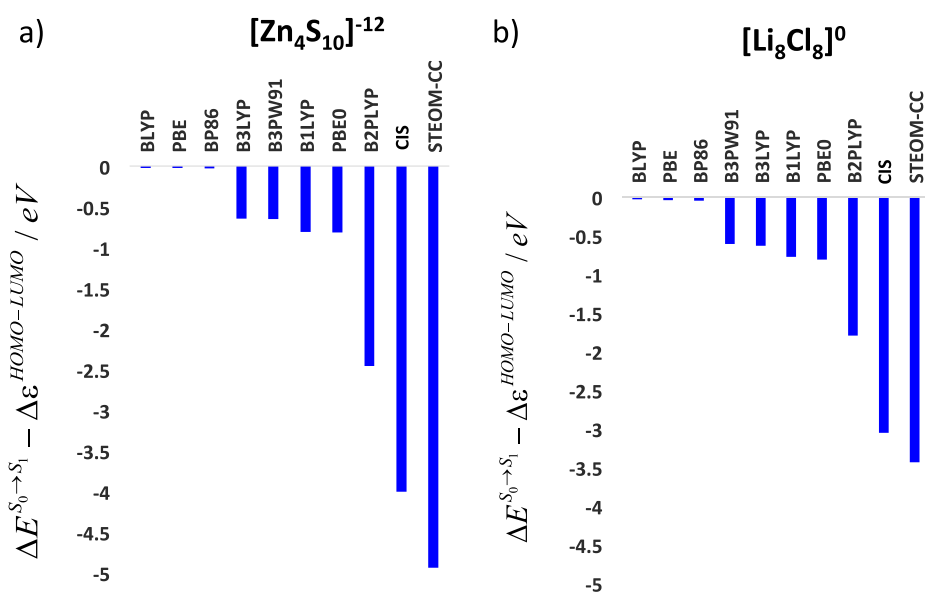 a)
[Zn4S10]-12
BLYP
PBE
BP86
B3LYP
B3PW91
B1LYP
PBE0
B2PLYP
CIS
STEOM-CC
0
-0.5
-1
-1.5
-2
-2.5
-3
-3.5
-4
-4.5
-5
ΔE^{S0→S1} − Δε^{HOMO−LUMO} / eV
b)
[Li8Cl8]0
BLYP
PBE
BP86
B3PW91
B3LYP
B1LYP
PBE0
B2PLYP
CIS
STEOM-CC
0
-0.5
-1
-1.5
-2
-2.5
-3
-3.5
-4
-4.5
-5
ΔE^{S0→S1} − Δε^{HOMO−LUMO} / eV